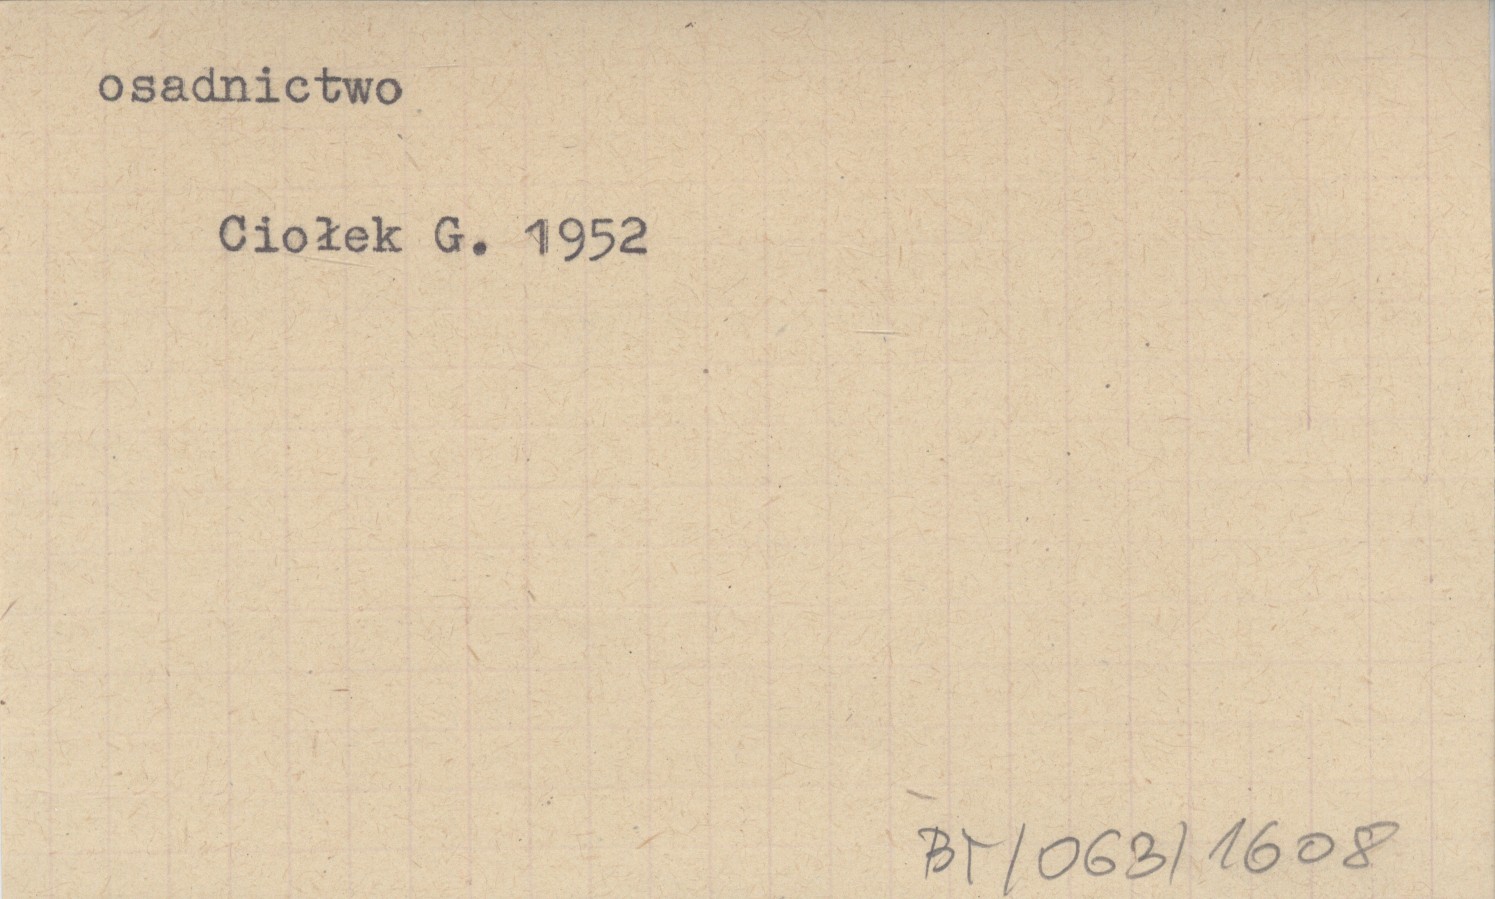 osadnictwo
Ciołek G. 1952
BT/063/1608